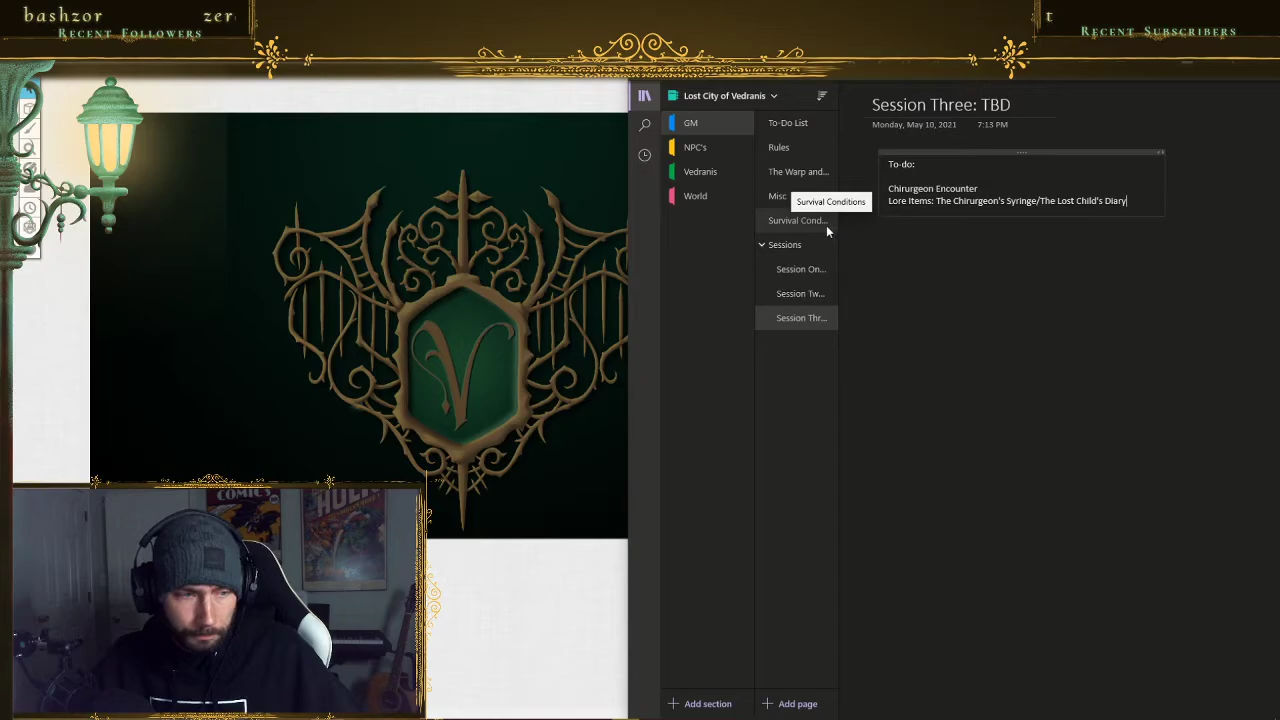 bashzor
zer
Recent Followers
t
Recent Subscribers
Lost City of Vedranis
GM
NPC's
Vedranis
World
To-Do List
Rules
The Warp and...
Misc
Survival Conditions
Survival Cond...
Sessions
Session On...
Session Tw...
Session Thr...
Session Three: TBD
Monday, May 10, 2021 7:13 PM
To-do:
Chirurgeon Encounter
Lore Items: The Chirurgeon's Syringe/The Lost Child's Diary
V
COMICS
HULK
Add section
Add page